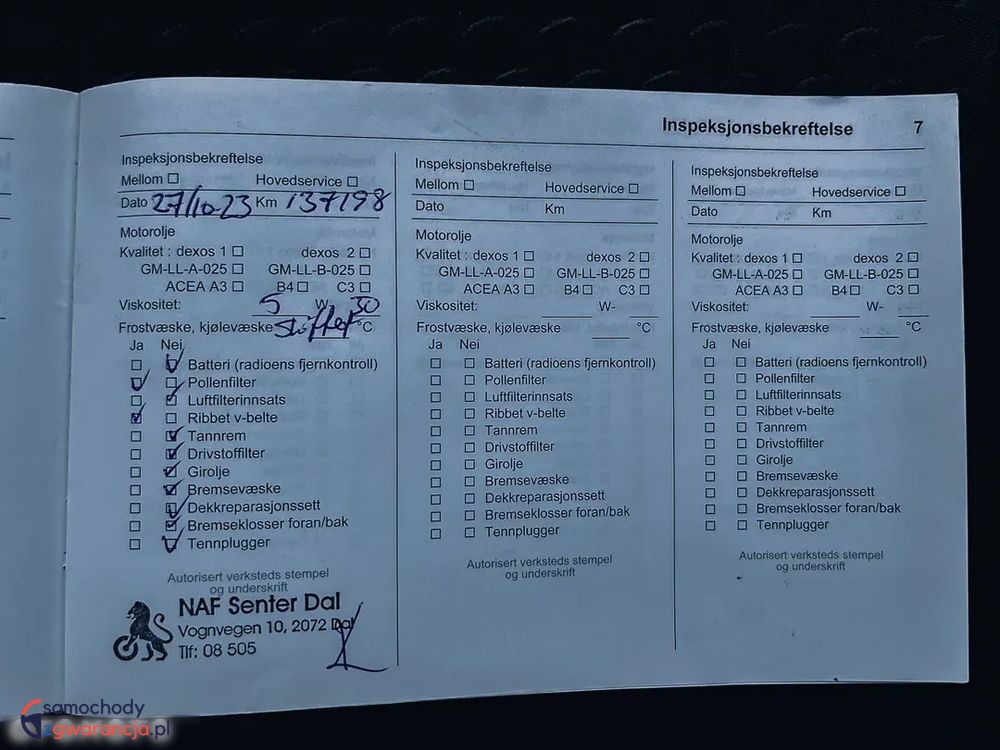 Inspeksjonsbekreftelse 7
Inspeksjonsbekreftelse
Mellom Hovedservice
Dato 27/10.23 Km 137198
Motorolje
Kvalitet : dexos 1 dexos 2
GM-LL-A-025 GM-LL-B-025
ACEA A3 B4 C3
Viskositet: 5 W- 30
Frostvæske, kjølevæske °C
Ja Nei
Batteri (radioens fjernkontroll)
Pollenfilter
Luftfilterinnsats
Ribbet v-belte
Tannrem
Drivstoffilter
Girolje
Bremsevæske
Dekkreparasjonssett
Bremseklosser foran/bak
Tennplugger
Autorisert verksteds stempel
og underskrift
NAF Senter Dal
Vognvegen 10, 2072 Dal
Tlf: 08 505
Inspeksjonsbekreftelse
Mellom Hovedservice
Dato Km
Motorolje
Kvalitet : dexos 1 dexos 2
GM-LL-A-025 GM-LL-B-025
ACEA A3 B4 C3
Viskositet: W-
Frostvæske, kjølevæske °C
Ja Nei
Batteri (radioens fjernkontroll)
Pollenfilter
Luftfilterinnsats
Ribbet v-belte
Tannrem
Drivstoffilter
Girolje
Bremsevæske
Dekkreparasjonssett
Bremseklosser foran/bak
Tennplugger
Autorisert verksteds stempel
og underskrift
Inspeksjonsbekreftelse
Mellom Hovedservice
Dato Km
Motorolje
Kvalitet : dexos 1 dexos 2
GM-LL-A-025 GM-LL-B-025
ACEA A3 B4 C3
Viskositet: W-
Frostvæske, kjølevæske °C
Ja Nei
Batteri (radioens fjernkontroll)
Pollenfilter
Luftfilterinnsats
Ribbet v-belte
Tannrem
Drivstoffilter
Girolje
Bremsevæske
Dekkreparasjonssett
Bremseklosser foran/bak
Tennplugger
Autorisert verksteds stempel
og underskrift
samochody
zgwarancja.pl